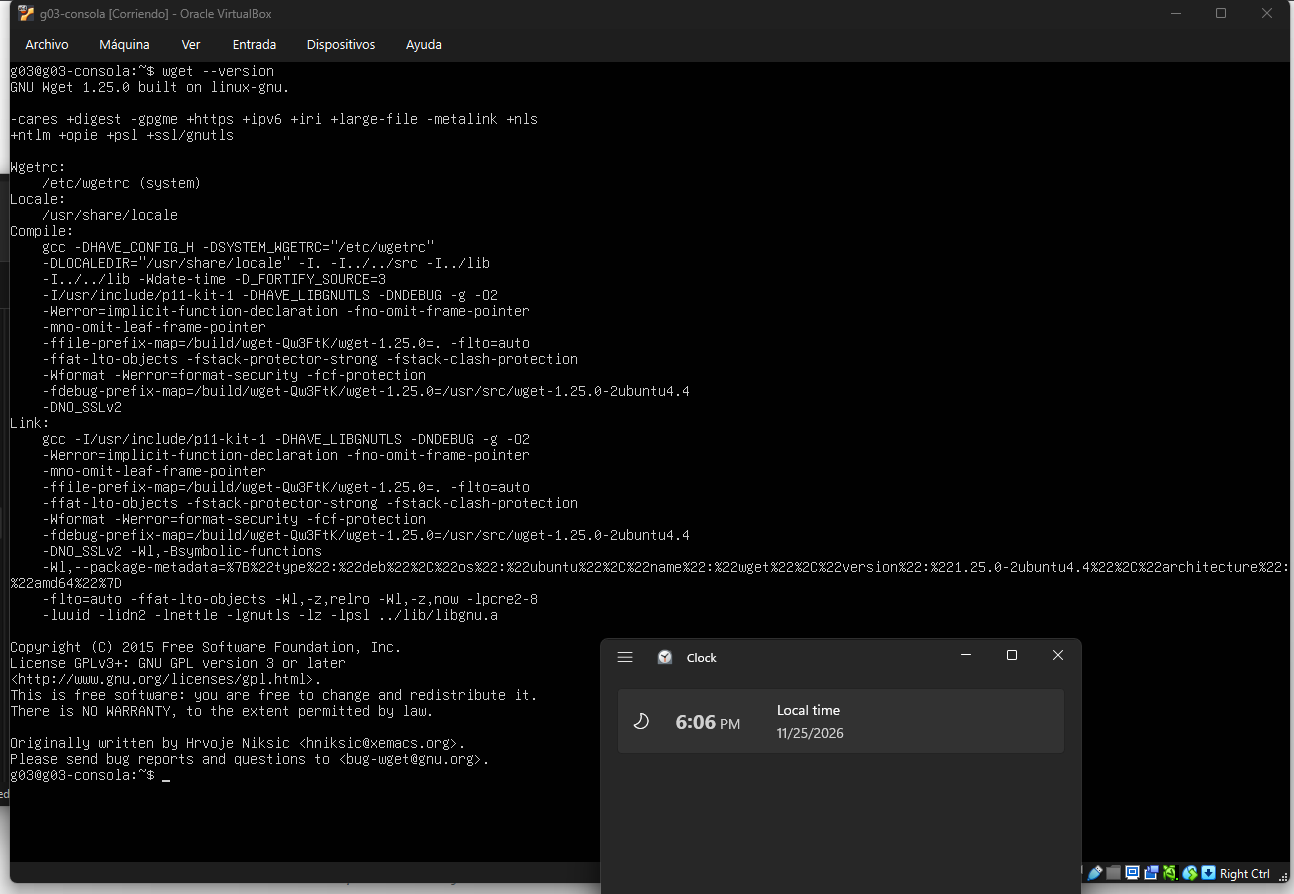 g03-consola [Corriendo] - Oracle VirtualBox
Archivo Máquina Ver Entrada Dispositivos Ayuda
g03@g03-consola:~$ wget --version
GNU Wget 1.25.0 built on linux-gnu.
-cares +digest -gpgme +https +ipv6 +iri +large-file -metalink +nls
+ntlm +opie +psl +ssl/gnutls
Wgetrc:
/etc/wgetrc (system)
Locale:
/usr/share/locale
Compile:
gcc -DHAVE_CONFIG_H -DSYSTEM_WGETRC="/etc/wgetrc"
-DLOCALEDIR="/usr/share/locale" -I. -I../../src -I../lib
-I../../lib -Wdate-time -D_FORTIFY_SOURCE=3
-I/usr/include/p11-kit-1 -DHAVE_LIBGNUTLS -DNDEBUG -g -O2
-Werror=implicit-function-declaration -fno-omit-frame-pointer
-mno-omit-leaf-frame-pointer
-ffile-prefix-map=/build/wget-Qw3FtK/wget-1.25.0=. -flto=auto
-ffat-lto-objects -fstack-protector-strong -fstack-clash-protection
-Wformat -Werror=format-security -fcf-protection
-fdebug-prefix-map=/build/wget-Qw3FtK/wget-1.25.0=/usr/src/wget-1.25.0-2ubuntu4.4
-DNO_SSLv2
Link:
gcc -I/usr/include/p11-kit-1 -DHAVE_LIBGNUTLS -DNDEBUG -g -O2
-Werror=implicit-function-declaration -fno-omit-frame-pointer
-mno-omit-leaf-frame-pointer
-ffile-prefix-map=/build/wget-Qw3FtK/wget-1.25.0=. -flto=auto
-ffat-lto-objects -fstack-protector-strong -fstack-clash-protection
-Wformat -Werror=format-security -fcf-protection
-fdebug-prefix-map=/build/wget-Qw3FtK/wget-1.25.0=/usr/src/wget-1.25.0-2ubuntu4.4
-DNO_SSLv2 -Wl,-Bsymbolic-functions
-Wl,--package-metadata=%7B%22type%22:%22deb%22%2C%22os%22:%22ubuntu%22%2C%22name%22:%22wget%22%2C%22version%22:%221.25.0-2ubuntu4.4%22%2C%22architecture%22:
%22amd64%22%7D
-flto=auto -ffat-lto-objects -Wl,-z,relro -Wl,-z,now -lpcre2-8
-luuid -lidn2 -lnettle -lgnutls -lz -lpsl ../lib/libgnu.a
Copyright (C) 2015 Free Software Foundation, Inc.
License GPLv3+: GNU GPL version 3 or later
<http://www.gnu.org/licenses/gpl.html>.
This is free software: you are free to change and redistribute it.
There is NO WARRANTY, to the extent permitted by law.
Originally written by Hrvoje Niksic <hniksic@xemacs.org>.
Please send bug reports and questions to <bug-wget@gnu.org>.
g03@g03-consola:~$ _
Clock
6:06 PM
Local time
11/25/2026
Right Ctrl